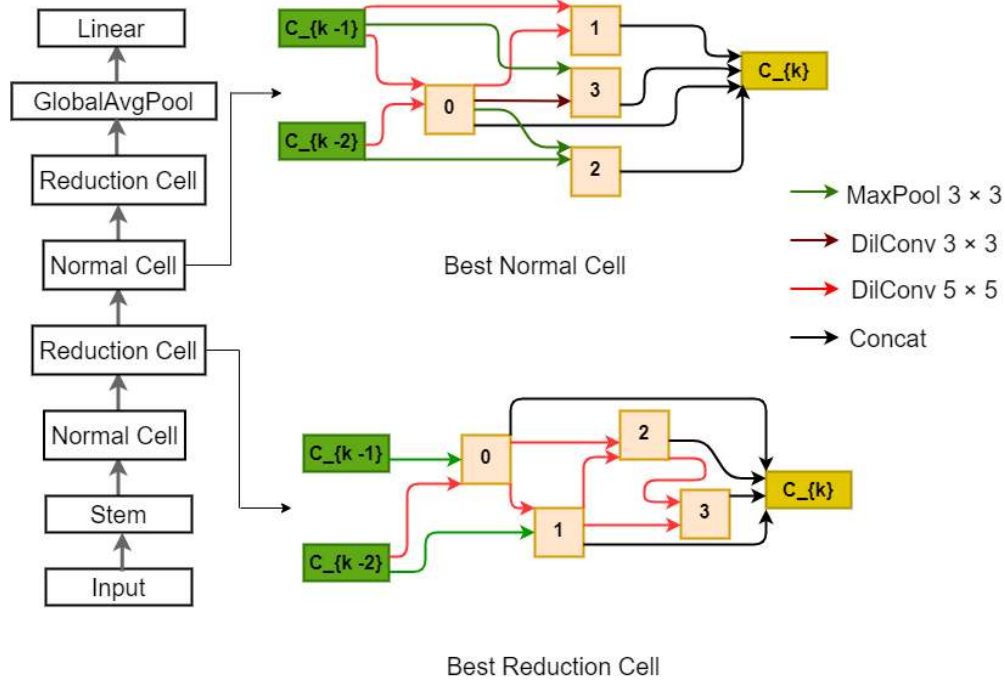 Linear
GlobalAvgPool
Reduction Cell
Normal Cell
Reduction Cell
Normal Cell
Stem
Input
C_{k -1}
C_{k -2}
0
1
3
2
C_{k}
Best Normal Cell
MaxPool 3 × 3
DilConv 3 × 3
DilConv 5 × 5
Concat
C_{k -1}
C_{k -2}
0
1
2
3
C_{k}
Best Reduction Cell